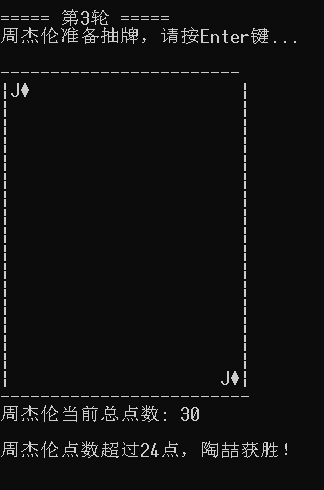 ===== 第3轮 =====
周杰伦准备抽牌，请按Enter键...
J♦
J♦
周杰伦当前总点数: 30
周杰伦点数超过24点，陶喆获胜!